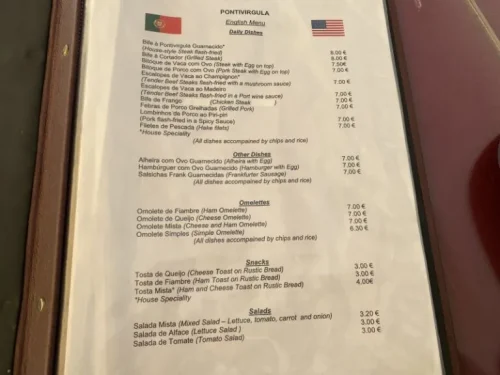 PONTIVIRGULA
English Menu
Daily Dishes
Bife à Pontivirgula Guarnecido*
(House-style Steak flash-fried) 8.00 €
Bife à Cortador (Grilled Steak) 8.00 €
Bitoque de Vaca com Ovo (Steak with Egg on top) 7.50€
Bitoque de Porco com Ovo (Pork Steak with Egg on top) 7.00 €
Escalopes de Vaca ao Champignon*
(Tender Beef Steaks flash-fried with a mushroom sauce) 7.00 €
Escalopes de Vaca ao Madeira
(Tender Beef Steaks flash-fried in a Port wine sauce) 7.00 €
Bife de Frango (Chicken Steak ) 7.00 €
Febras de Porco Grelhadas (Grilled Pork) 7.00 €
Lombinhos de Porco ao Piri-piri
(Pork flash-fried in a Spicy Sauce) 7.00 €
Filetes de Pescada (Hake filets) 7.00 €
*House Speciality
(All dishes accompained by chips and rice)
Other Dishes
Alheira com Ovo Guarnecido (Alheira with Egg) 7.00 €
Hambúrguer com Ovo Guarnecido (Hamburger with Egg) 7.00 €
Salsichas Frank Guarnecidas (Frankfurter Sausage) 7.00 €
(All dishes accompained by chips and rice)
Omelettes
Omolete de Fiambre (Ham Omelette) 7.00 €
Omolete de Queijo (Cheese Omelette) 7.00 €
Omolete Mista (Cheese and Ham Omelette) 7.00 €
Omolete Simples (Simple Omelette) 6.30 €
(All dishes accompained by chips and rice)
Snacks
Tosta de Queijo (Cheese Toast on Rustic Bread) 3,00 €
Tosta de Fiambre (Ham Toast on Rustic Bread) 3.00 €
Tosta Mista* (Ham and Cheese Toast on Rustic Bread) 4,00€
*House Speciality
Salads
Salada Mista (Mixed Salad – Lettuce, tomato, carrot and onion) 3.20 €
Salada de Alface (Lettuce Salad ) 3.00 €
Salada de Tomate (Tomato Salad) 3.00 €